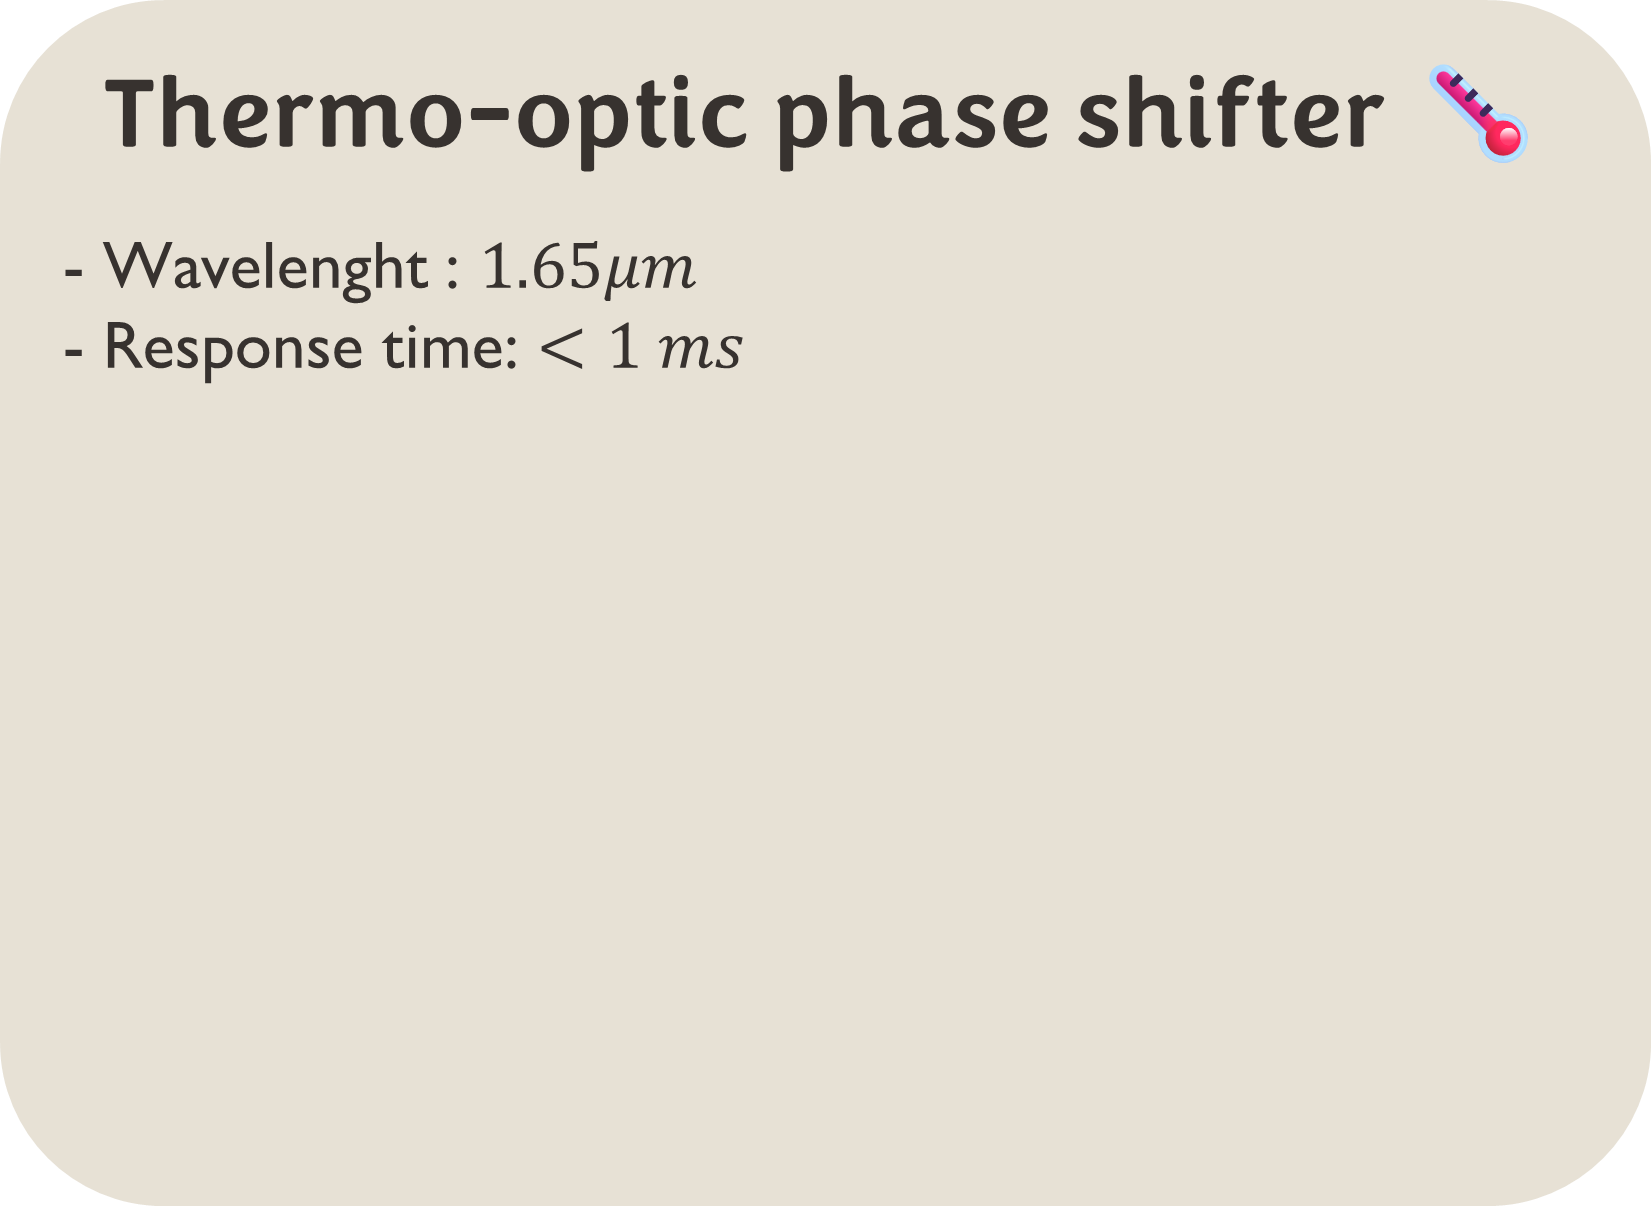 Thermo-optic phase shifter
- Wavelenght : 1.65μm
- Response time: < 1 ms